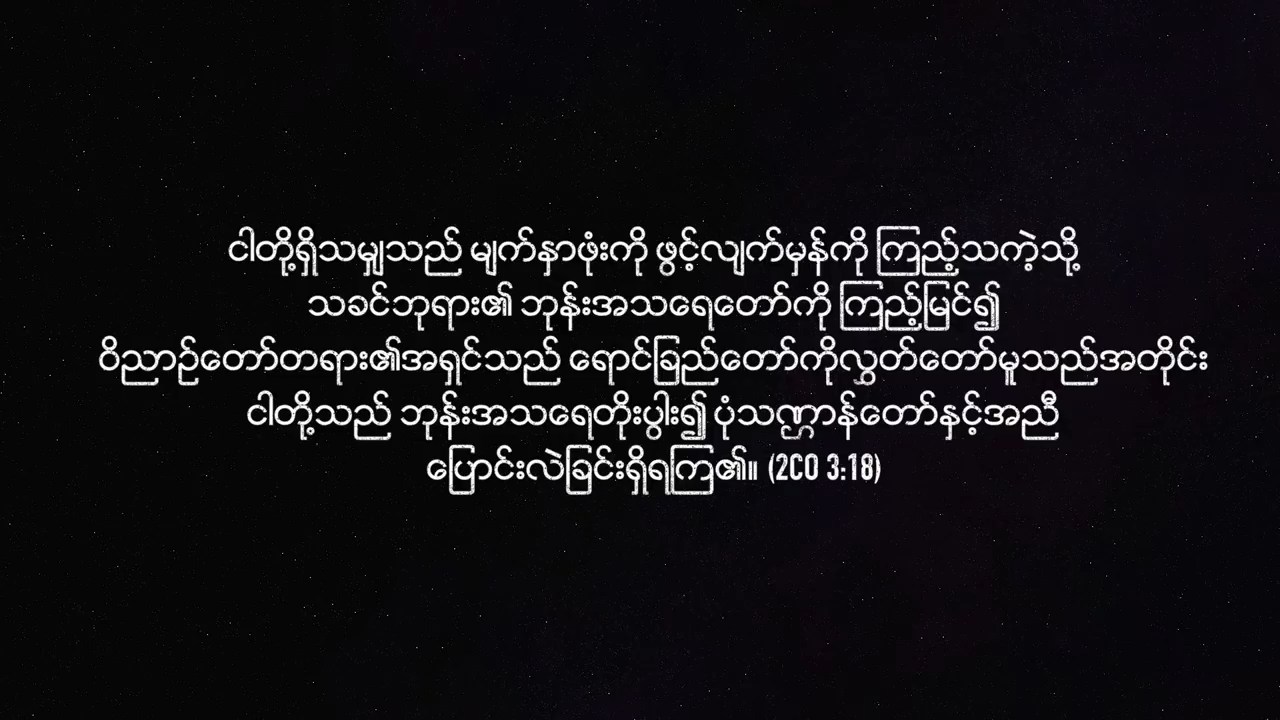 ငါတို့ရှိသမျှသည် မျက်နှာဖုံးကို ဖွင့်လျက်မှန်ကို ကြည့်သကဲ့သို့
သခင်ဘုရား၏ ဘုန်းအသရေတော်ကို ကြည့်မြင်၍
ဝိညာဉ်တော်တရား၏အရှင်သည် ရောင်ခြည်တော်ကိုလွှတ်တော်မူသည်အတိုင်း
ငါတို့သည် ဘုန်းအသရေတိုးပွါး၍ ပုံသဏ္ဌာန်တော်နှင့်အညီ
ပြောင်းလဲခြင်းရှိရကြ၏။ (2CO 3:18)